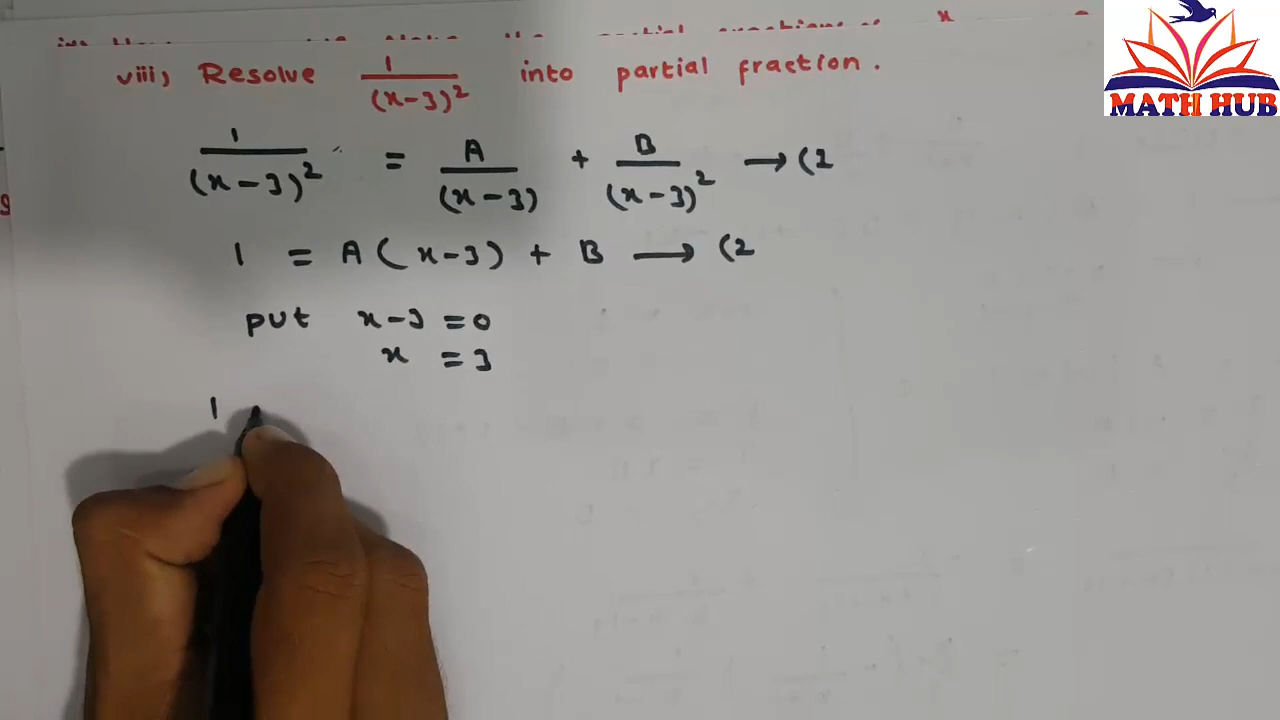 MATH HUB
viii, Resolve 1/(x-3)² into partial fraction.
1/(x-3)² = A/(x-3) + B/(x-3)² → (2
1 = A(x-3) + B → (2
put x-3 = 0
x = 3
1